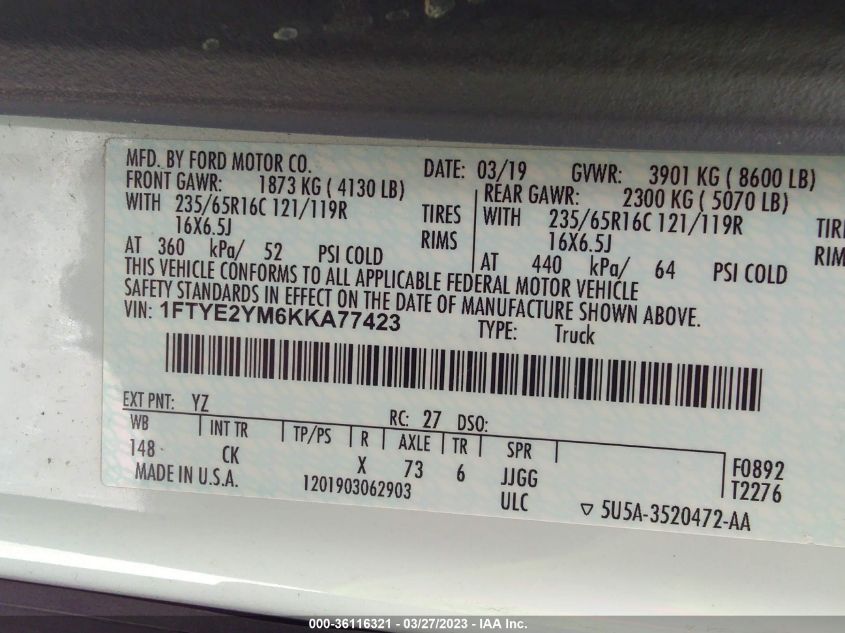 MFD. BY FORD MOTOR CO. DATE: 03/19 GVWR: 3901 KG ( 8600 LB)
FRONT GAWR: 1873 KG ( 4130 LB) REAR GAWR: 2300 KG ( 5070 LB)
WITH 235/65R16C 121/119R TIRES WITH 235/65R16C 121/119R TIRE
16X6.5J RIMS 16X6.5J RIM
AT 360 kPa/ 52 PSI COLD AT 440 kPa/ 64 PSI COLD
THIS VEHICLE CONFORMS TO ALL APPLICABLE FEDERAL MOTOR VEHICLE
SAFETY STANDARDS IN EFFECT ON THE DATE OF MANUFACTURE SHOWN ABOVE.
VIN: 1FTYE2YM6KKA77423 TYPE: Truck
EXT PNT: YZ RC: 27 DSO:
WB INT TR TP/PS R AXLE TR SPR
148 CK X 73 6 JJGG F0892
MADE IN U.S.A. 1201903062903 ULC T2276
5U5A-3520472-AA
000-36116321 - 03/27/2023 - IAA Inc.